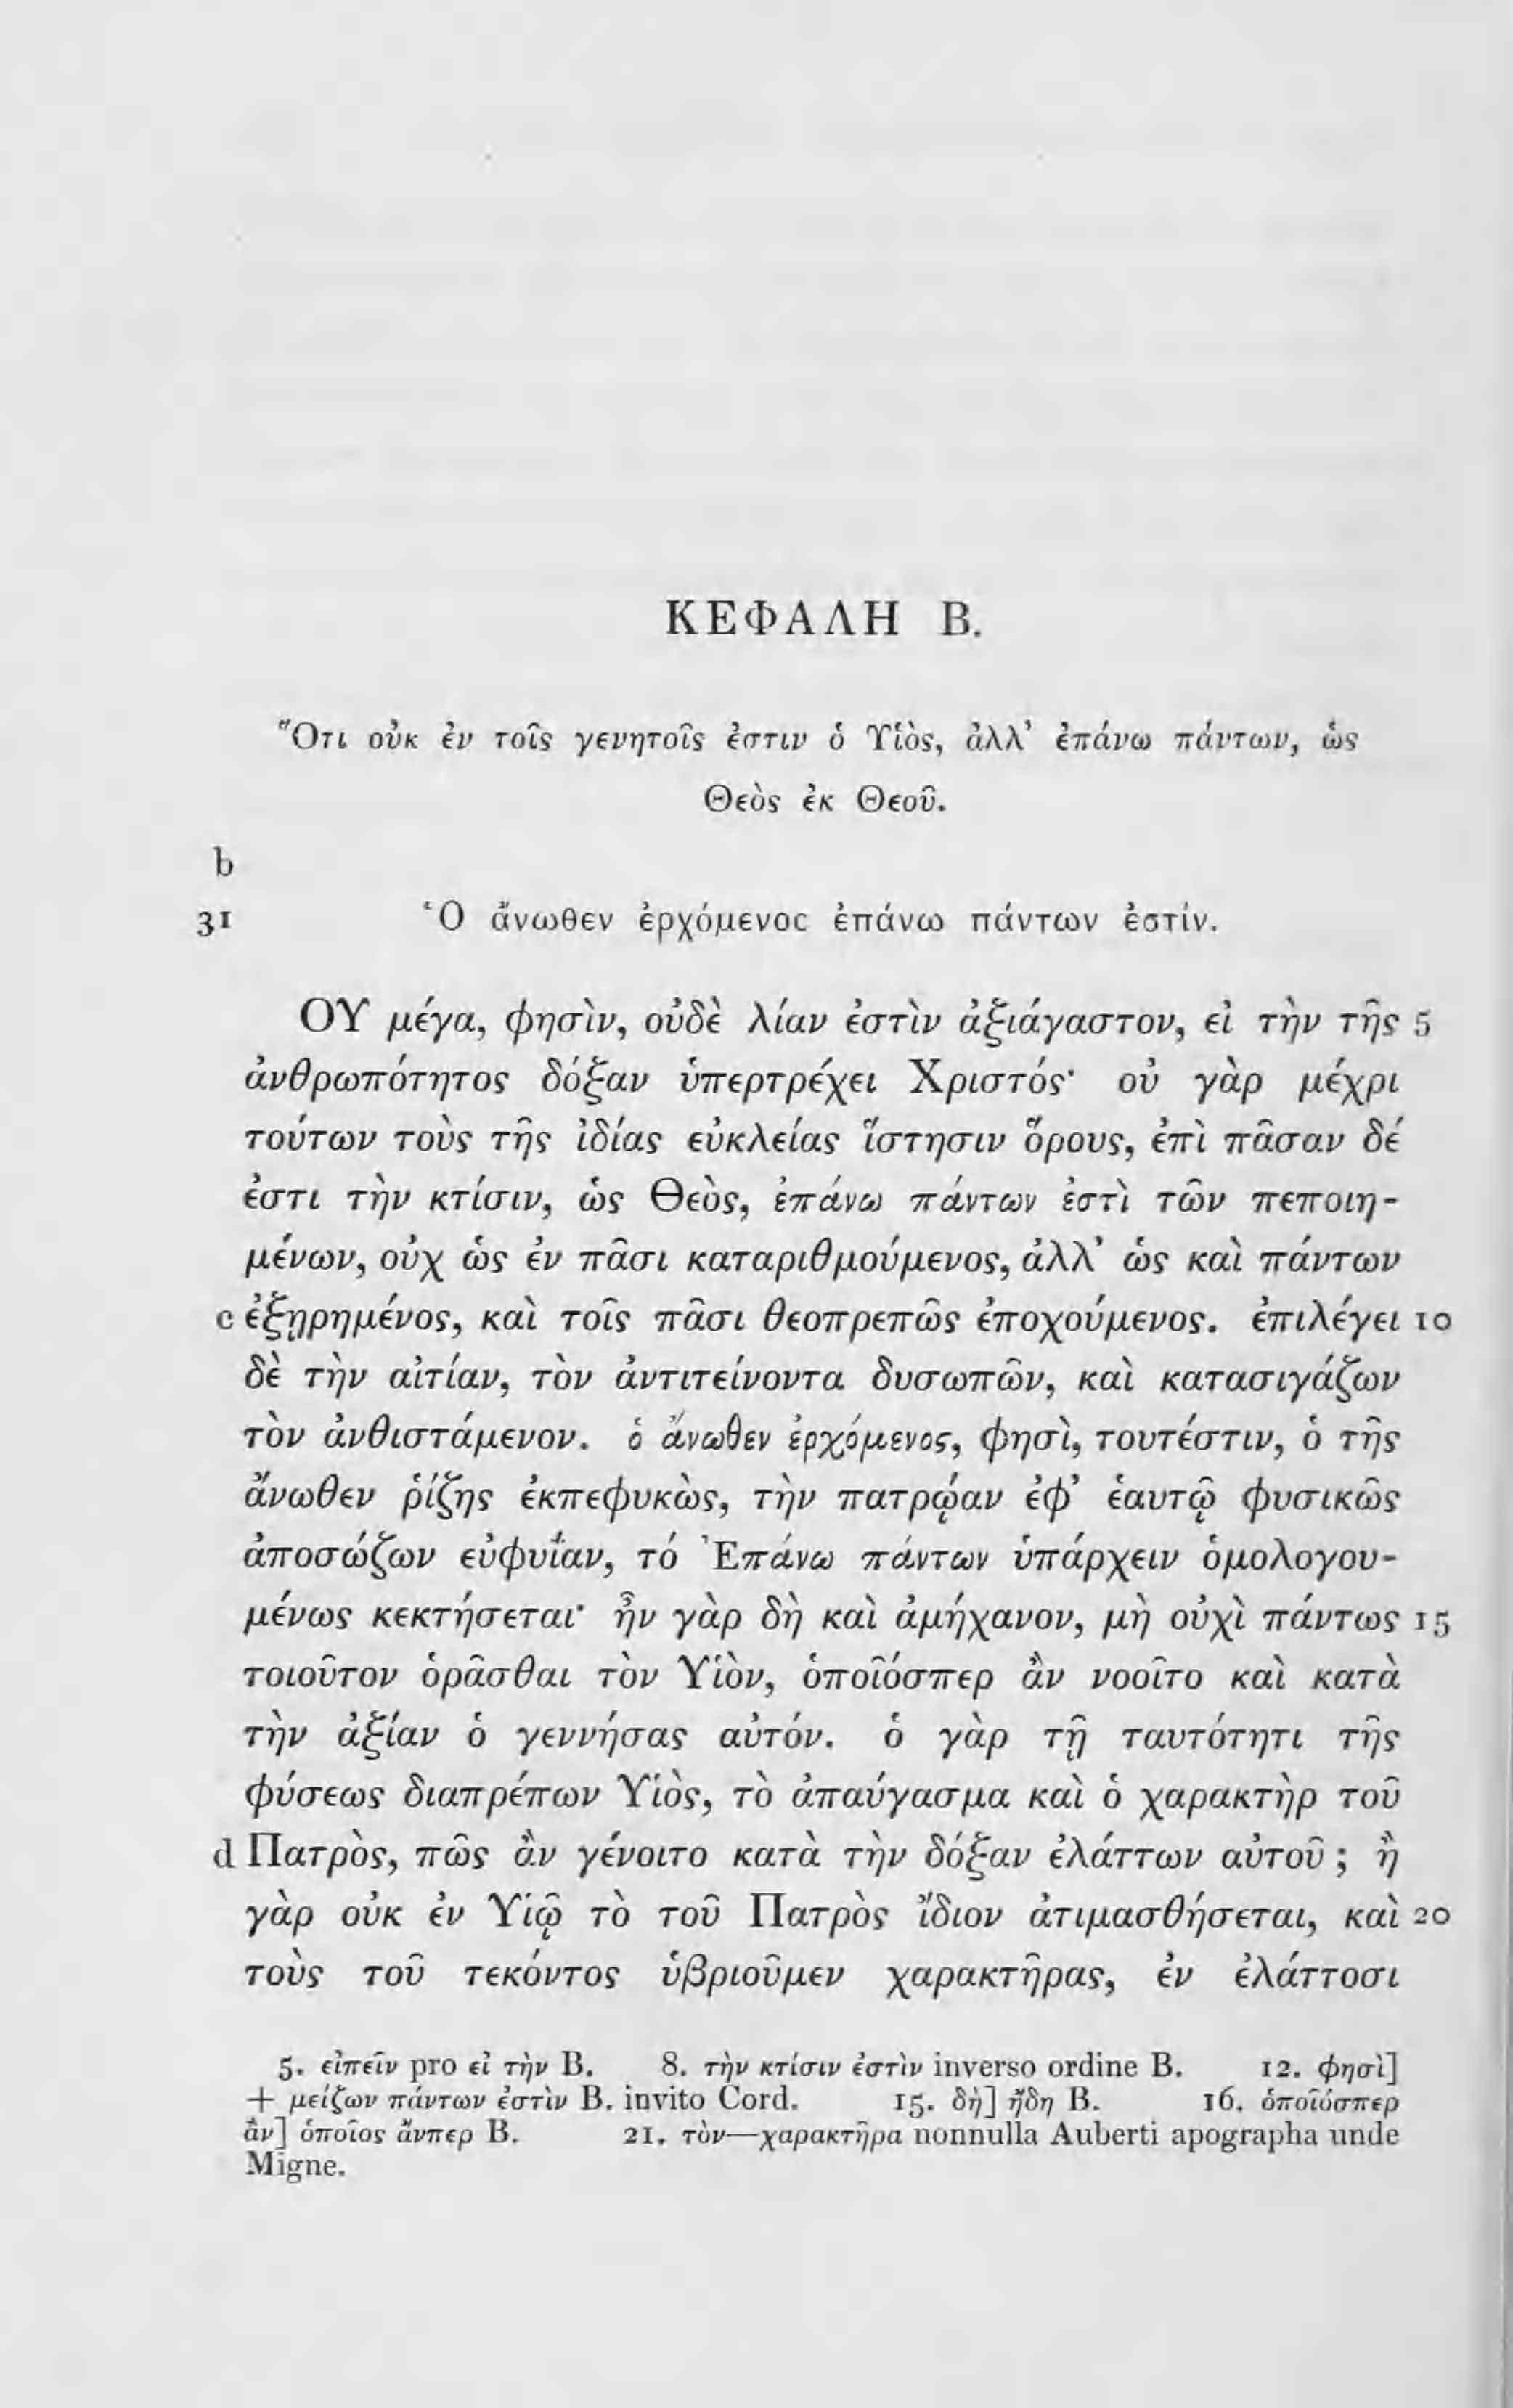 ΚΕΦΑΛΗ Β.
Ὅτι οὐκ ἐν τοῖς γενητοῖς ἐστιν ὁ Υἱὸς, ἀλλ’ ἐπάνω πάντων, ὡς
Θεὸς ἐκ Θεοῦ.
b
31 Ὁ ἄνωθεν ἐρχόμενος ἐπάνω πάντων ἐστίν.
ΟΥ μέγα, φησὶν, οὐδὲ λίαν ἐστὶν ἀξιάγαστον, εἰ τὴν τῆς 5
ἀνθρωπότητος δόξαν ὑπερτρέχει Χριστός· οὐ γὰρ μέχρι
τούτων τοὺς τῆς ἰδίας εὐκλείας ἵστησιν ὅρους, ἐπὶ πᾶσαν δέ
ἐστι τὴν κτίσιν, ὡς Θεὸς, ἐπάνω πάντων ἐστὶ τῶν πεποιη-
μένων, οὐχ ὡς ἐν πᾶσι καταριθμούμενος, ἀλλ’ ὡς καὶ πάντων
c ἐξῃρημένος, καὶ τοῖς πᾶσι θεοπρεπῶς ἐποχούμενος. ἐπιλέγει 10
δὲ τὴν αἰτίαν, τὸν ἀντιτείνοντα δυσωπῶν, καὶ κατασιγάζων
τὸν ἀνθιστάμενον. ὁ ἄνωθεν ἐρχόμενος, φησὶ, τουτέστιν, ὁ τῆς
ἄνωθεν ῥίζης ἐκπεφυκὼς, τὴν πατρῴαν ἐφ’ ἑαυτῷ φυσικῶς
ἀποσώζων εὐφυΐαν, τό Ἐπάνω πάντων ὑπάρχειν ὁμολογου-
μένως κεκτήσεται· ἦν γὰρ δὴ καὶ ἀμήχανον, μὴ οὐχὶ πάντως 15
τοιοῦτον ὁρᾶσθαι τὸν Υἱὸν, ὁποῖόσπερ ἂν νοοῖτο καὶ κατὰ
τὴν ἀξίαν ὁ γεννήσας αὐτόν. ὁ γὰρ τῇ ταυτότητι τῆς
φύσεως διαπρέπων Υἱὸς, τὸ ἀπαύγασμα καὶ ὁ χαρακτὴρ τοῦ
d Πατρὸς, πῶς ἂν γένοιτο κατὰ τὴν δόξαν ἐλάττων αὐτοῦ ; ἢ
γὰρ οὐκ ἐν Υἱῷ τὸ τοῦ Πατρὸς ἴδιον ἀτιμασθήσεται, καὶ 20
τοὺς τοῦ τεκόντος ὑβριοῦμεν χαρακτῆρας, ἐν ἐλάττοσι
5. εἰπεῖν pro εἰ τὴν B. 8. τὴν κτίσιν ἐστὶν inverso ordine B. 12. φησὶ]
+ μείζων πάντων ἐστὶν B. invito Cord. 15. δὴ] ἤδη B. 16. ὁποῖόσπερ
ἂν] ὁποῖος ἄνπερ B. 21. τὸν—χαρακτῆρα nonnulla Auberti apographa unde
Migne.